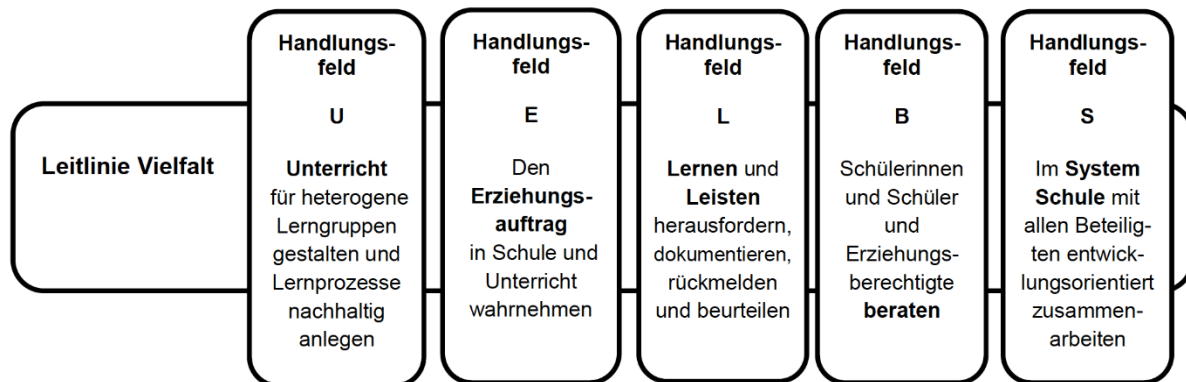 Leitlinie Vielfalt
Handlungs-
feld
U
Unterricht
für heterogene
Lerngruppen
gestalten und
Lernprozesse
nachhaltig
anlegen
Handlungs-
feld
E
Den
Erziehungs-
auftrag
in Schule und
Unterricht
wahrnehmen
Handlungs-
feld
L
Lernen und
Leisten
herausfordern,
dokumentieren,
rückmelden
und beurteilen
Handlungs-
feld
B
Schülerinnen
und Schüler
und
Erziehungs-
berechtigte
beraten
Handlungs-
feld
S
Im System
Schule mit
allen Beteilig-
ten entwick-
lungsorientiert
zusammen-
arbeiten